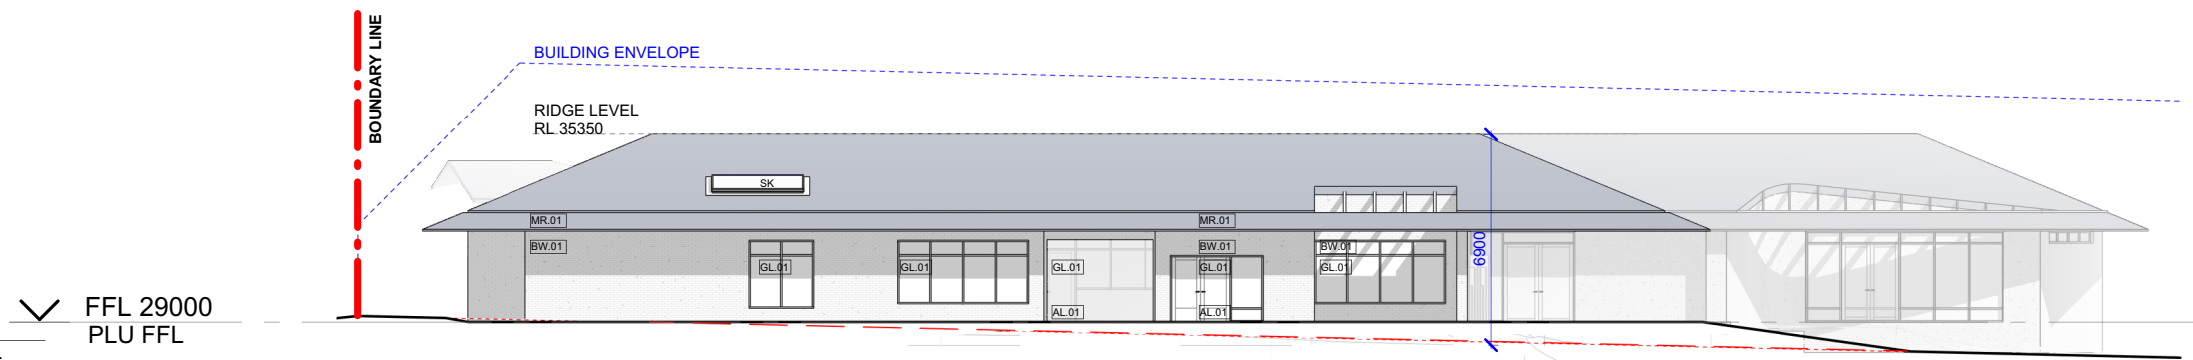 BOUNDARY LINE
BUILDING ENVELOPE
RIDGE LEVEL
RL 35350
SK
MR.01
MR.01
BW.01
BW.01
BW.01
GL.01
GL.01
GL.01
GL.01
GL.01
AL.01
AL.01
6900
FFL 29000
PLU FFL